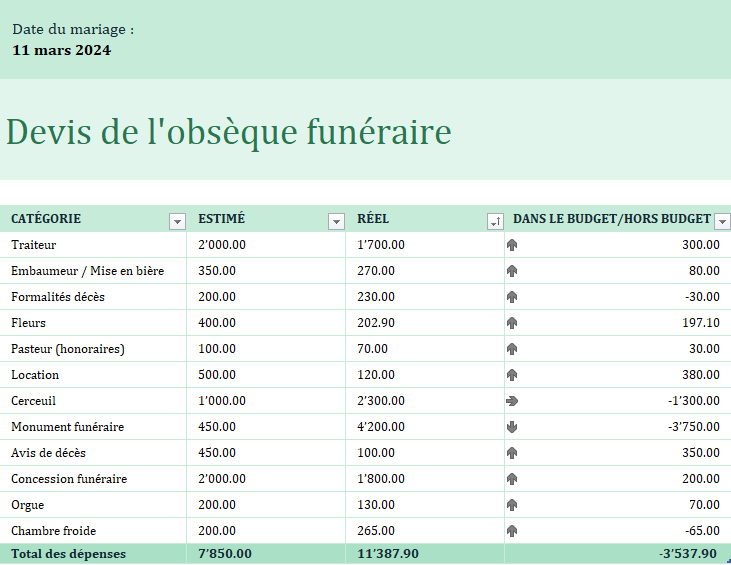 Date du mariage :
11 mars 2024
Devis de l'obsèque funéraire
CATÉGORIE ESTIMÉ RÉEL DANS LE BUDGET/HORS BUDGET
Traiteur 2’000.00 1’700.00 300.00
Embaumeur / Mise en bière 350.00 270.00 80.00
Formalités décès 200.00 230.00 -30.00
Fleurs 400.00 202.90 197.10
Pasteur (honoraires) 100.00 70.00 30.00
Location 500.00 120.00 380.00
Cerceuil 1’000.00 2’300.00 -1’300.00
Monument funéraire 450.00 4’200.00 -3’750.00
Avis de décès 450.00 100.00 350.00
Concession funéraire 2’000.00 1’800.00 200.00
Orgue 200.00 130.00 70.00
Chambre froide 200.00 265.00 -65.00
Total des dépenses 7’850.00 11’387.90 -3’537.90